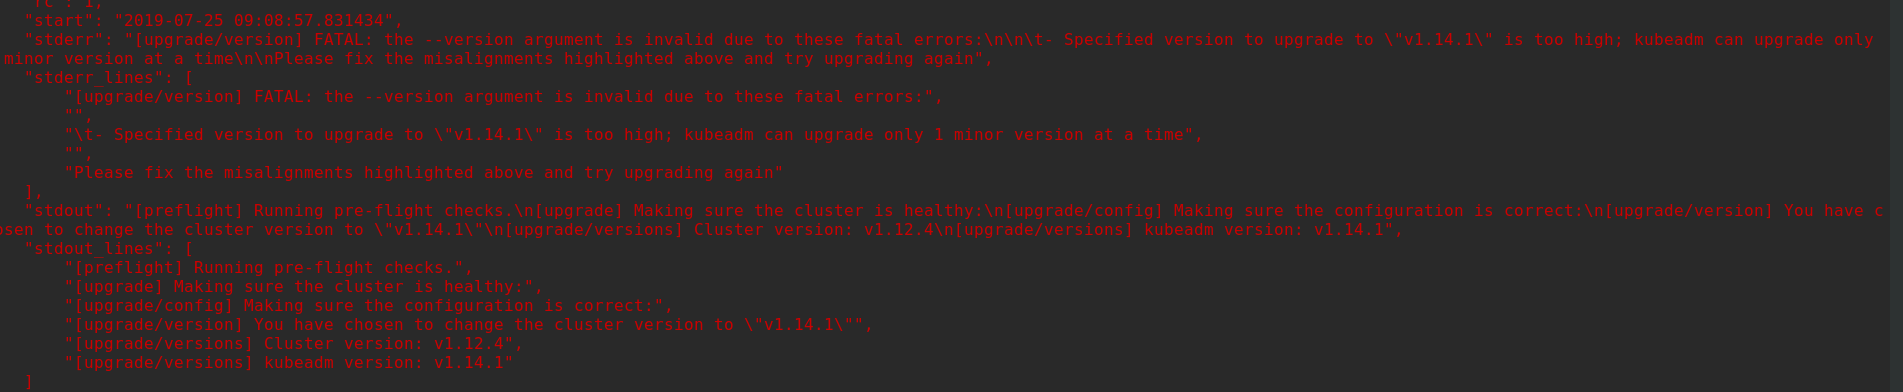 "rc": 1,
"start": "2019-07-25 09:08:57.831434",
"stderr": "[upgrade/version] FATAL: the --version argument is invalid due to these fatal errors:\n\n\t- Specified version to upgrade to \"v1.14.1\" is too high; kubeadm can upgrade only
minor version at a time\n\nPlease fix the misalignments highlighted above and try upgrading again",
"stderr_lines": [
"[upgrade/version] FATAL: the --version argument is invalid due to these fatal errors:",
"",
"\t- Specified version to upgrade to \"v1.14.1\" is too high; kubeadm can upgrade only 1 minor version at a time",
"",
"Please fix the misalignments highlighted above and try upgrading again"
],
"stdout": "[preflight] Running pre-flight checks.\n[upgrade] Making sure the cluster is healthy:\n[upgrade/config] Making sure the configuration is correct:\n[upgrade/version] You have c
osen to change the cluster version to \"v1.14.1\"\n[upgrade/versions] Cluster version: v1.12.4\n[upgrade/versions] kubeadm version: v1.14.1",
"stdout_lines": [
"[preflight] Running pre-flight checks.",
"[upgrade] Making sure the cluster is healthy:",
"[upgrade/config] Making sure the configuration is correct:",
"[upgrade/version] You have chosen to change the cluster version to \"v1.14.1\"",
"[upgrade/versions] Cluster version: v1.12.4",
"[upgrade/versions] kubeadm version: v1.14.1"
]